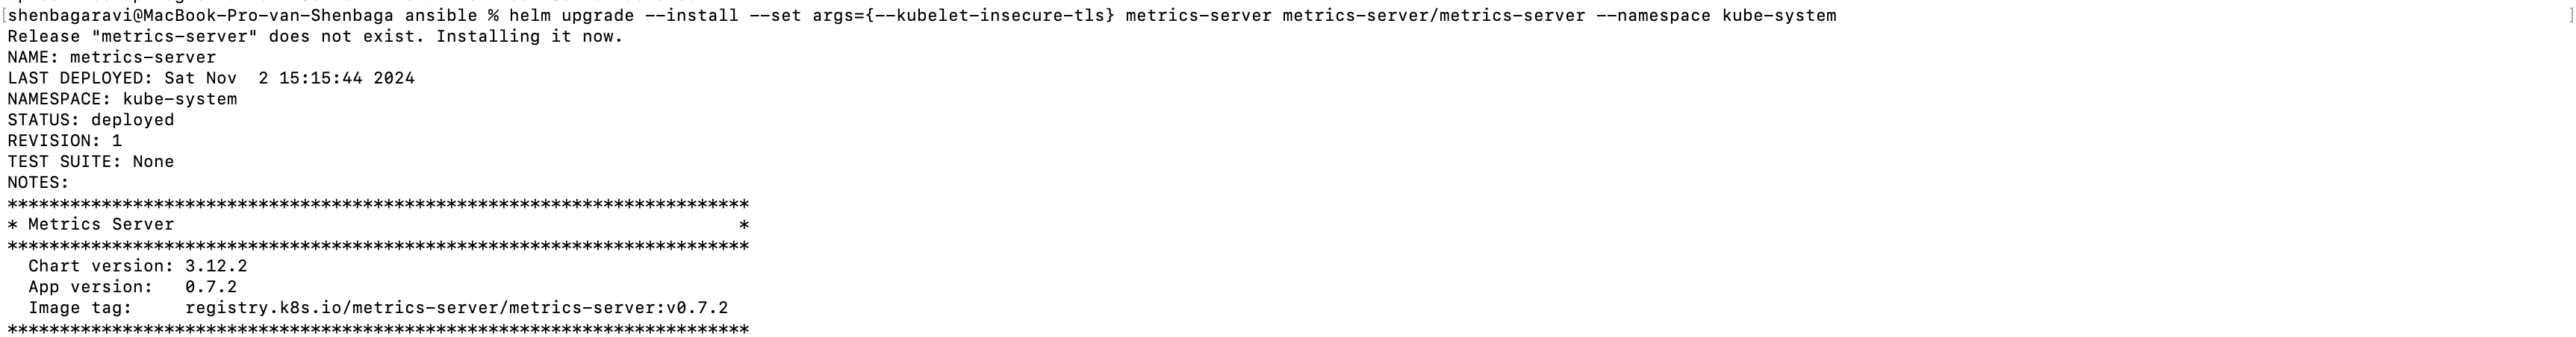 [shenbagaravi@MacBook-Pro-van-Shenbaga ansible % helm upgrade --install --set args={--kubelet-insecure-tls} metrics-server metrics-server/metrics-server --namespace kube-system ]
Release "metrics-server" does not exist. Installing it now.
NAME: metrics-server
LAST DEPLOYED: Sat Nov  2 15:15:44 2024
NAMESPACE: kube-system
STATUS: deployed
REVISION: 1
TEST SUITE: None
NOTES:
***********************************************************************
* Metrics Server                                                      *
***********************************************************************
  Chart version: 3.12.2
  App version:   0.7.2
  Image tag:     registry.k8s.io/metrics-server/metrics-server:v0.7.2
***********************************************************************